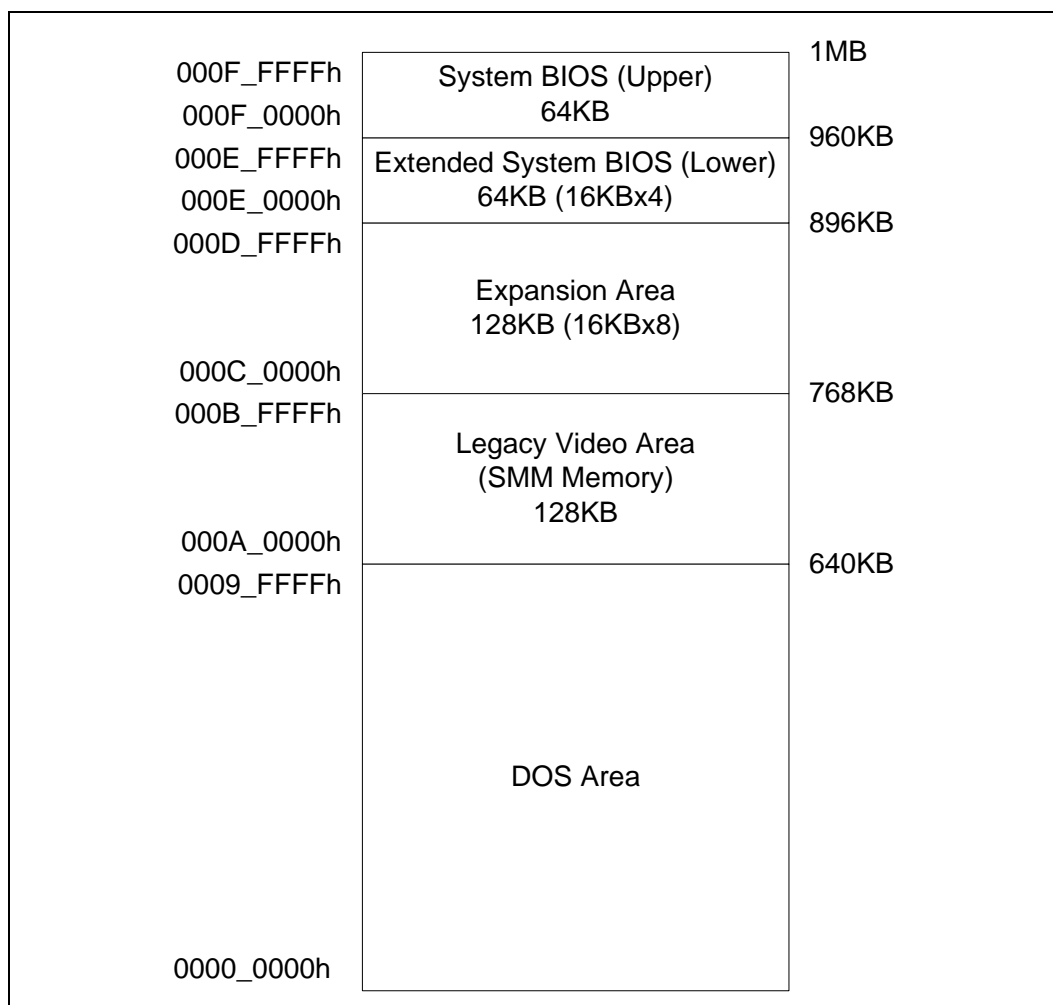 1MB
000F_FFFFh
System BIOS (Upper)
64KB
000F_0000h
960KB
000E_FFFFh
Extended System BIOS (Lower)
64KB (16KBx4)
000E_0000h
896KB
000D_FFFFh
Expansion Area
128KB (16KBx8)
000C_0000h
768KB
000B_FFFFh
Legacy Video Area
(SMM Memory)
128KB
000A_0000h
640KB
0009_FFFFh
DOS Area
0000_0000h